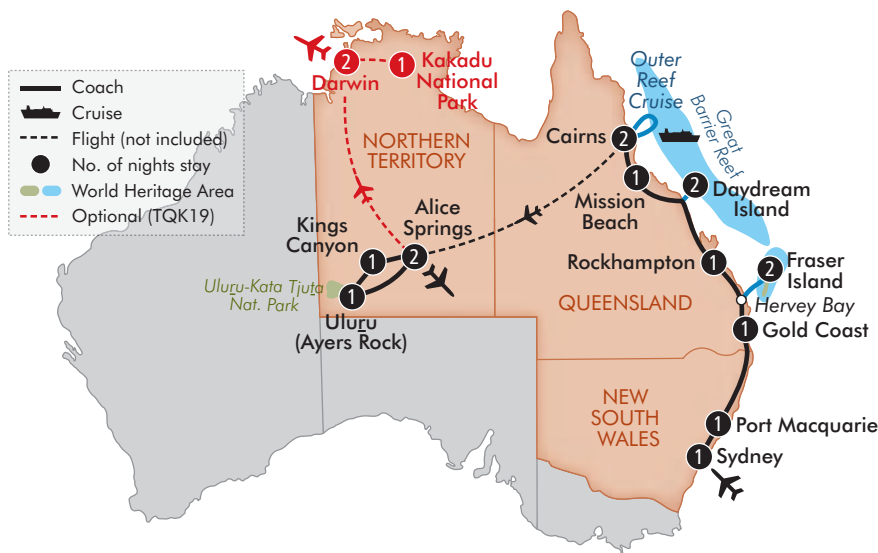 Coach
Cruise
Flight (not included)
No. of nights stay
World Heritage Area
Optional (TQK19)
2
Darwin
1
Kakadu
National
Park
NORTHERN
TERRITORY
Outer
Reef
Cruise
Great
Barrier Reef
Cairns
2
1
Mission
Beach
2
Daydream
Island
Kings
Canyon
1
Alice
Springs
2
Uluru-Kata Tjuta
Nat. Park
1
Uluru
(Ayers Rock)
Rockhampton
1
2
Fraser
Island
QUEENSLAND
Hervey Bay
1
Gold Coast
NEW
SOUTH
WALES
1
Port Macquarie
1
Sydney